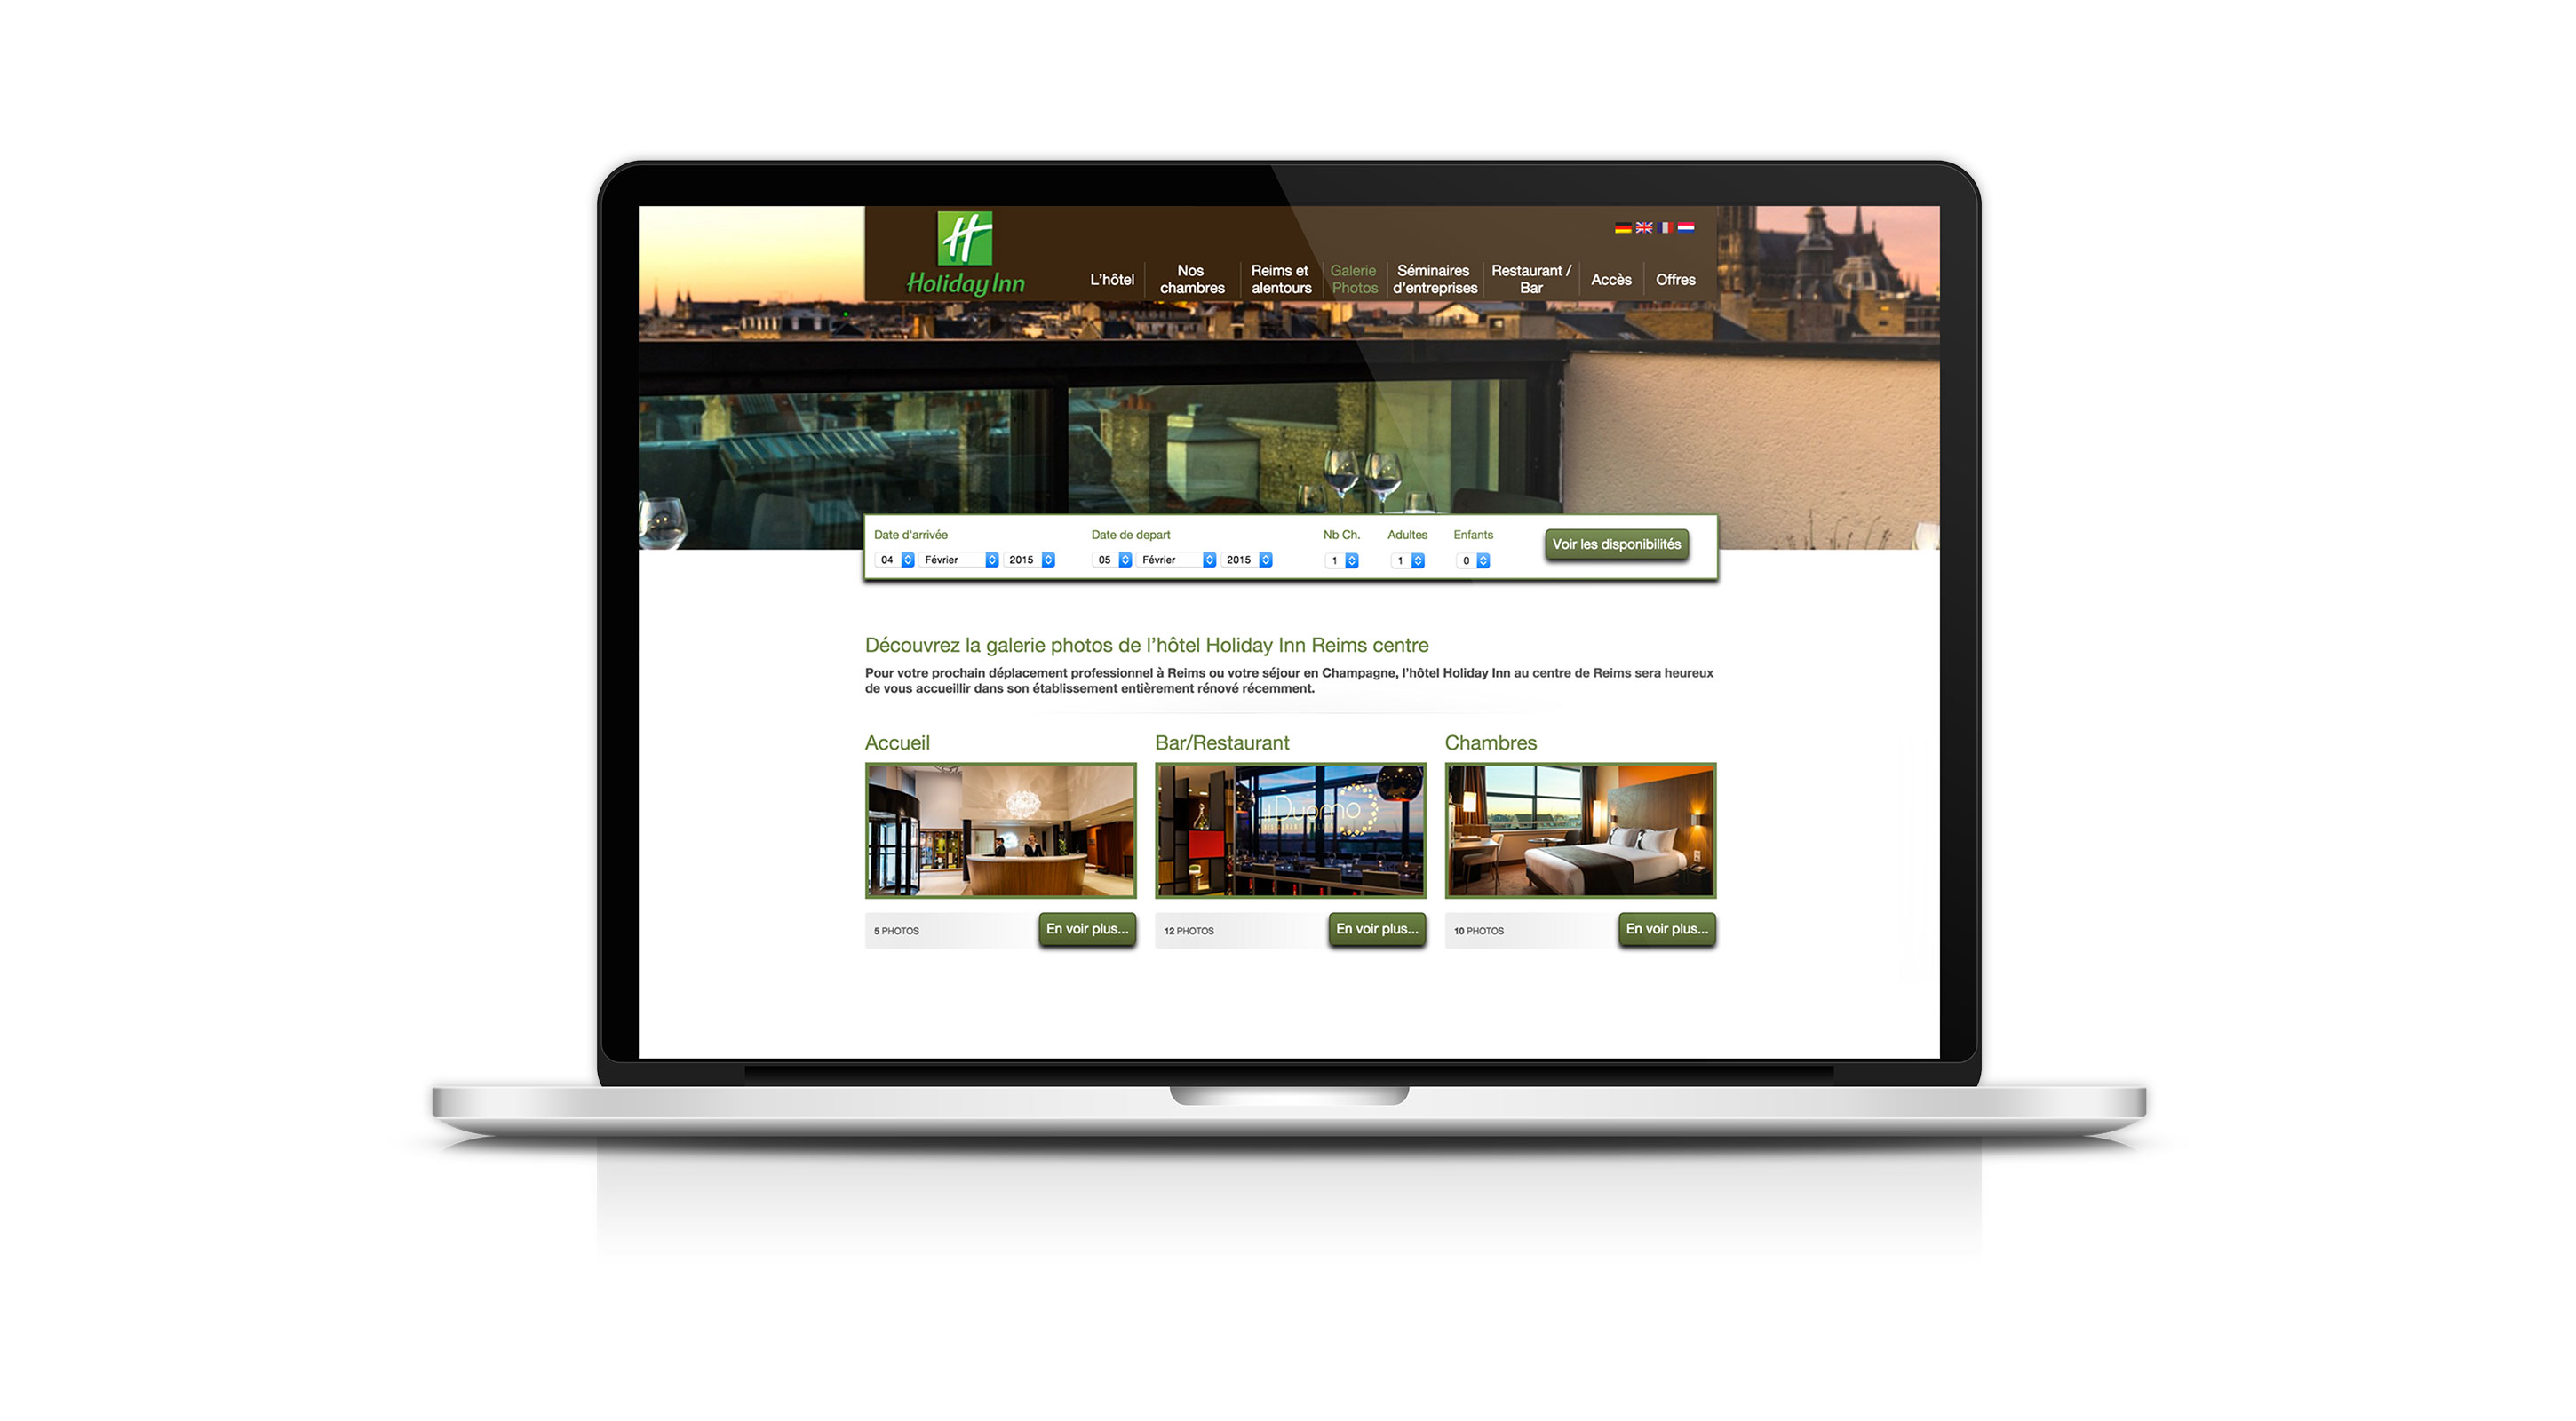 Holiday Inn
L'hôtel
Nos
chambres
Reims et
alentours
Galerie
Photos
Séminaires
d'entreprises
Restaurant /
Bar
Accès
Offres
Date d'arrivée
Date de depart
Nb Ch.
Adultes
Enfants
04
Février
2015
05
Février
2015
1
1
0
Voir les disponibilités
Découvrez la galerie photos de l'hôtel Holiday Inn Reims centre
Pour votre prochain déplacement professionnel à Reims ou votre séjour en Champagne, l'hôtel Holiday Inn au centre de Reims sera heureux
de vous accueillir dans son établissement entièrement rénové récemment.
Accueil
Bar/Restaurant
Chambres
il Duomo
5 PHOTOS
En voir plus...
12 PHOTOS
En voir plus...
10 PHOTOS
En voir plus...